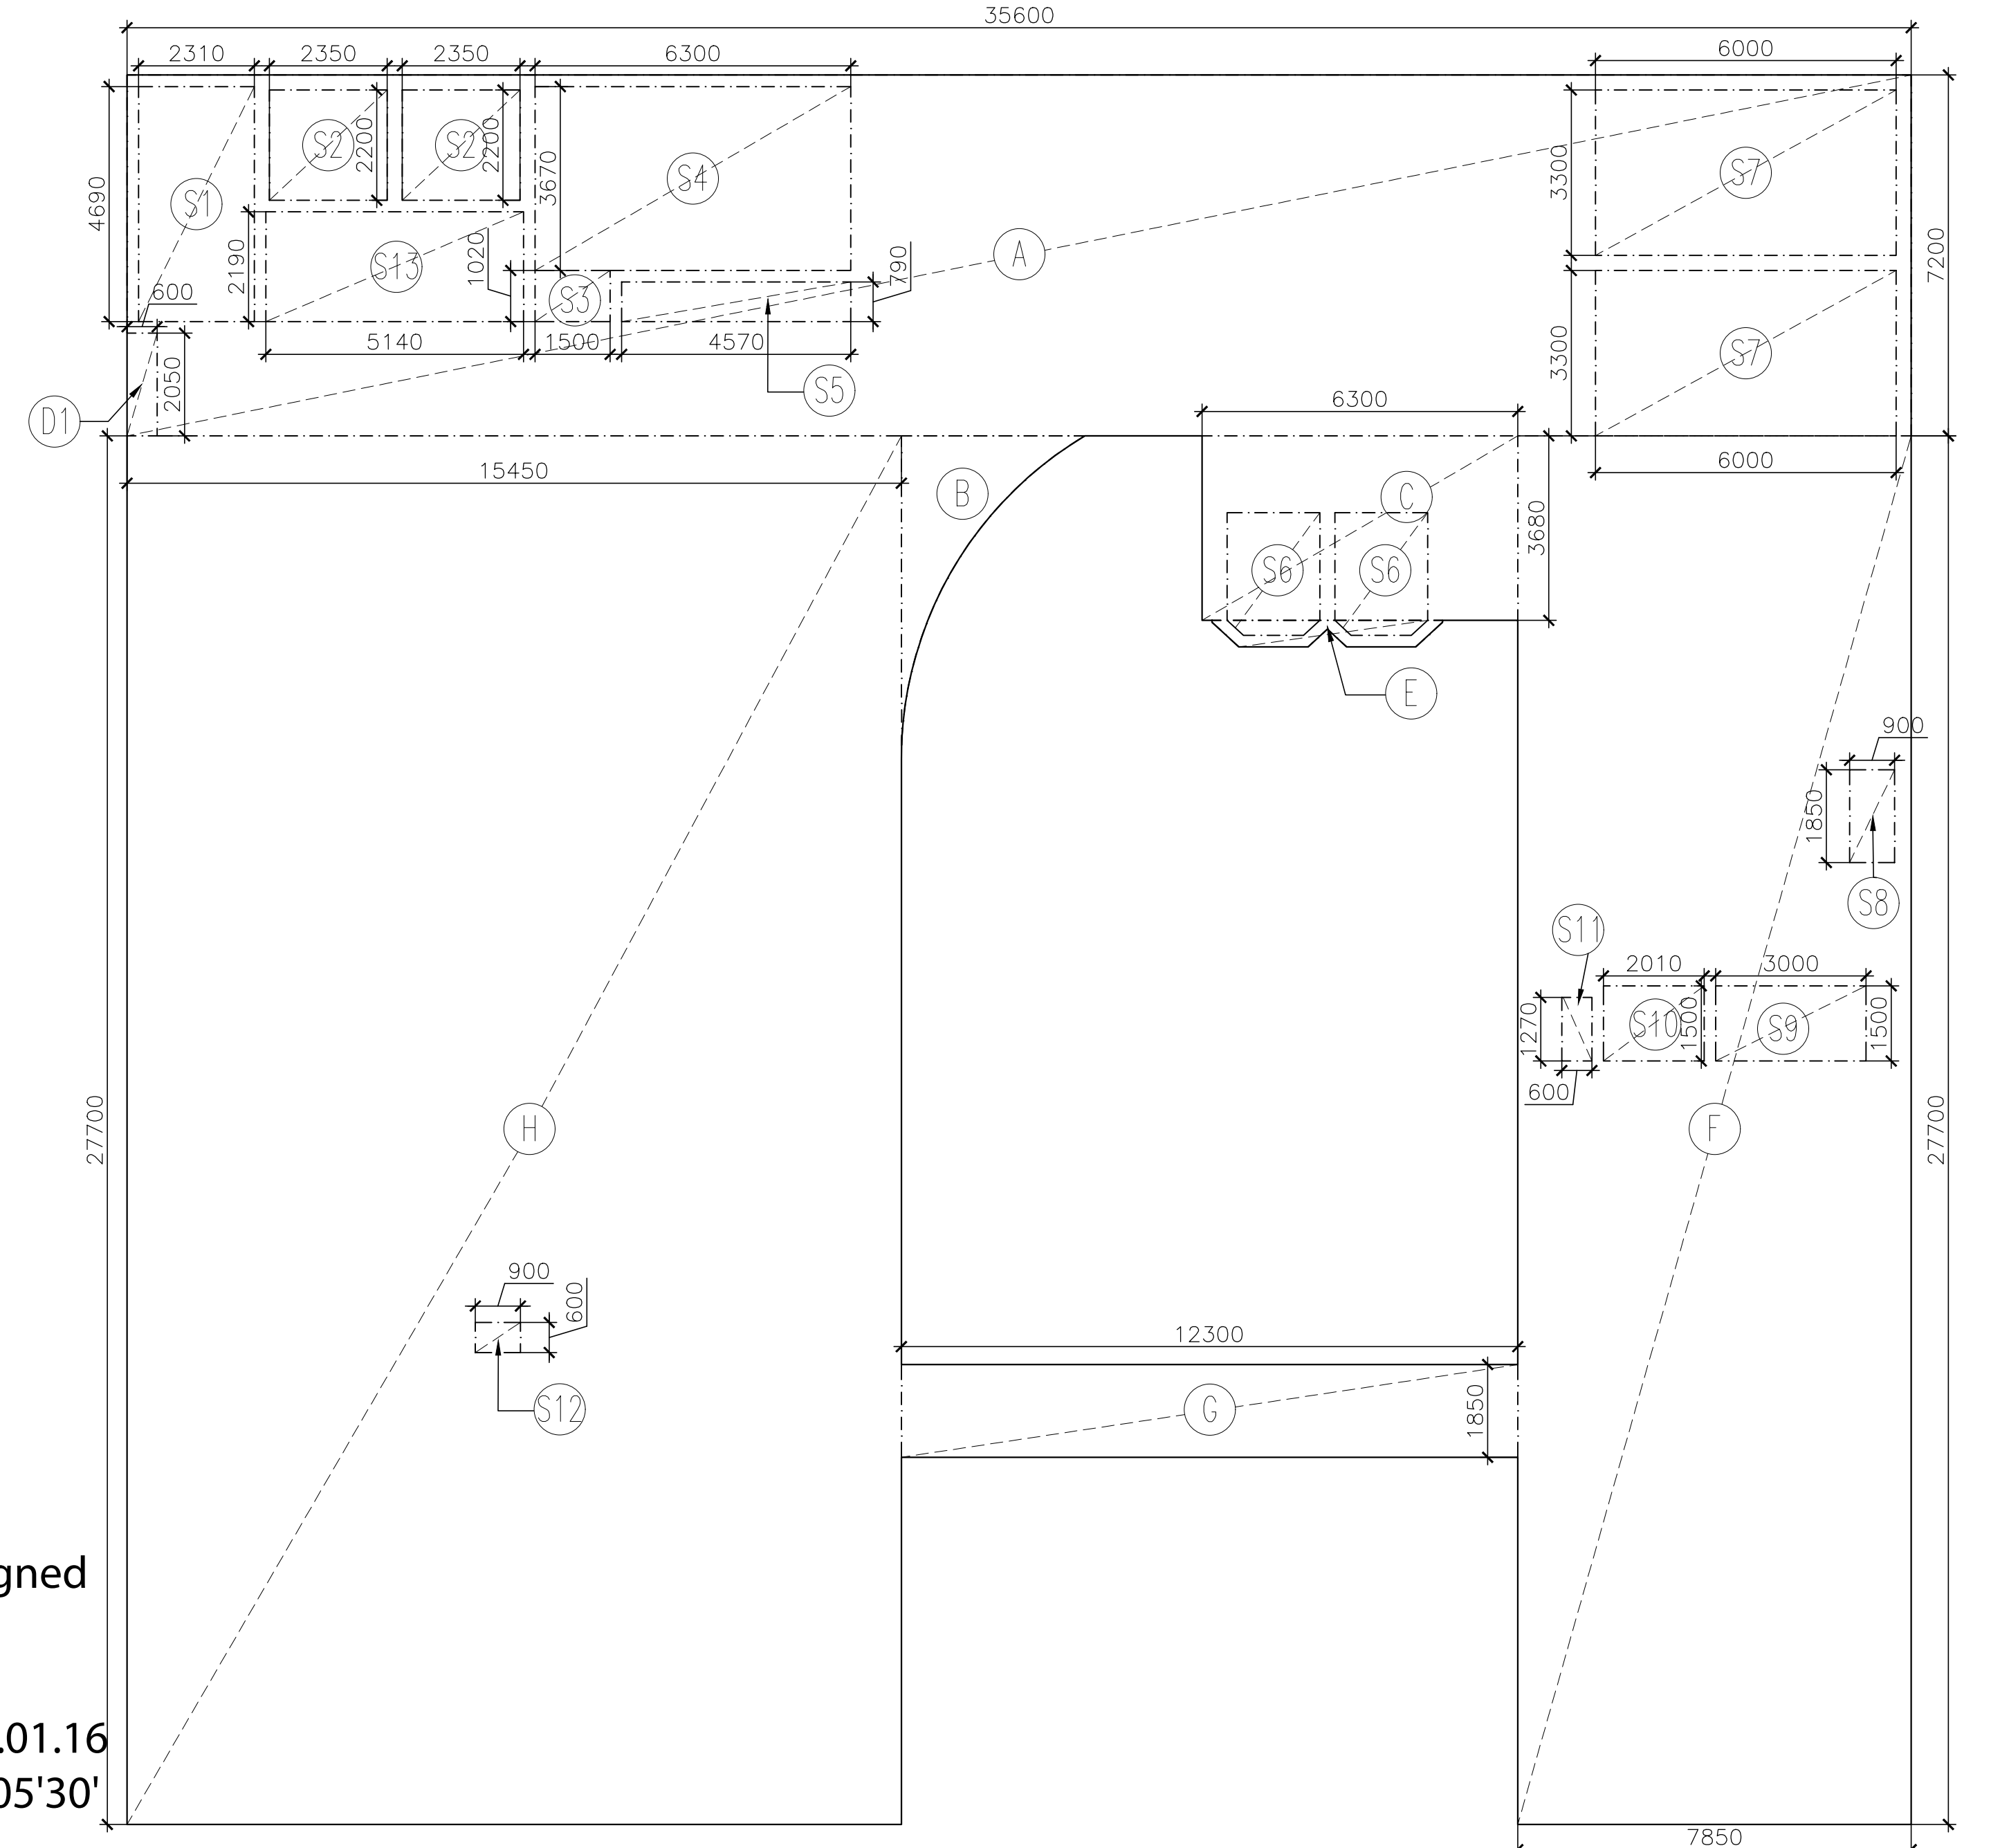 35600
2310 2350 2350 6300 6000
4690 S1 S2 2200 S2 2200 3670 S4 3300 S7 7200
2190 S13 1020 S3 790 A
600
5140 1500 4570 3300 S7
D1 2050 S5
6300
15450 6000
B C 3680
S6 S6
E
900
1850
S8
S11
2010 3000
1270 S10 1500 S9 1500
600
27700 H F 27700
900 600
12300
S12 G 1850
gned
.01.16
05'30'
7850